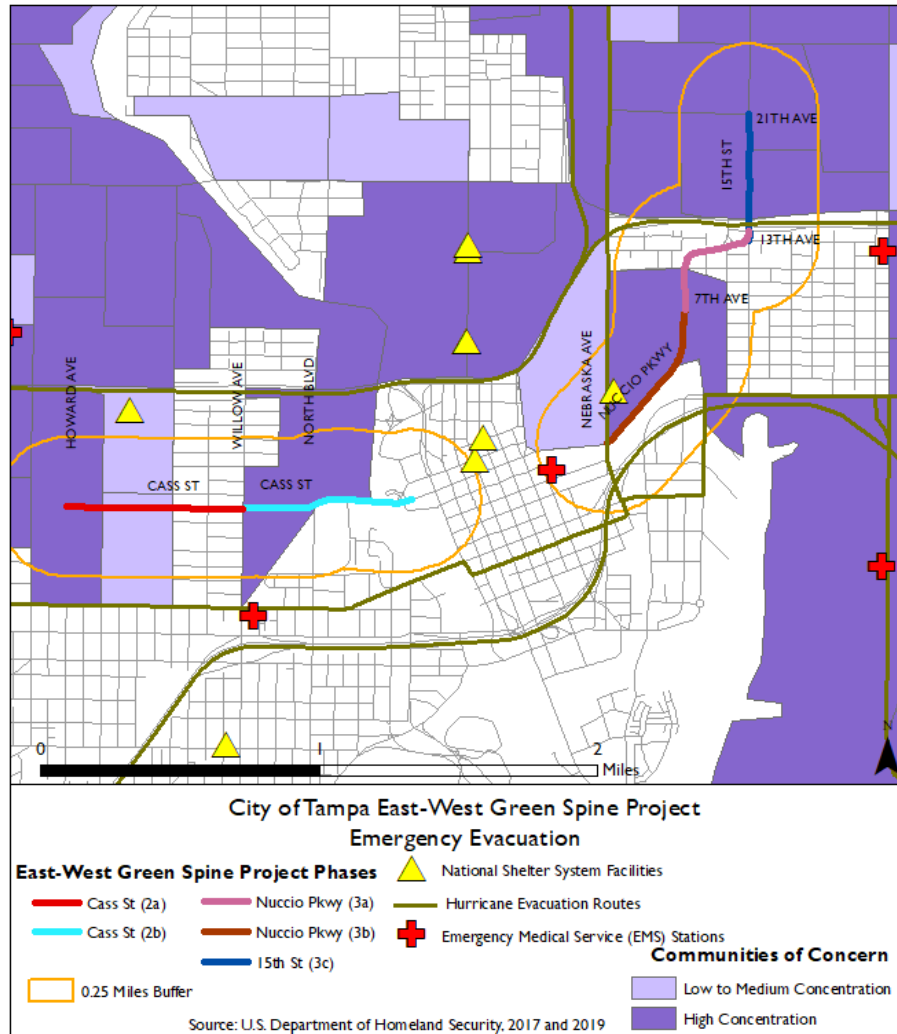 21TH AVE
15TH ST
13TH AVE
7TH AVE
NEBRASKA AVE
NUCCIO PKWY
HOWARD AVE
WILLOW AVE
NORTH BLVD
CASS ST
CASS ST
N
0
1
2
Miles
City of Tampa East-West Green Spine Project
Emergency Evacuation
East-West Green Spine Project Phases
Cass St (2a)
Cass St (2b)
Nuccio Pkwy (3a)
Nuccio Pkwy (3b)
15th St (3c)
0.25 Miles Buffer
National Shelter System Facilities
Hurricane Evacuation Routes
Emergency Medical Service (EMS) Stations
Communities of Concern
Low to Medium Concentration
High Concentration
Source: U.S. Department of Homeland Security, 2017 and 2019